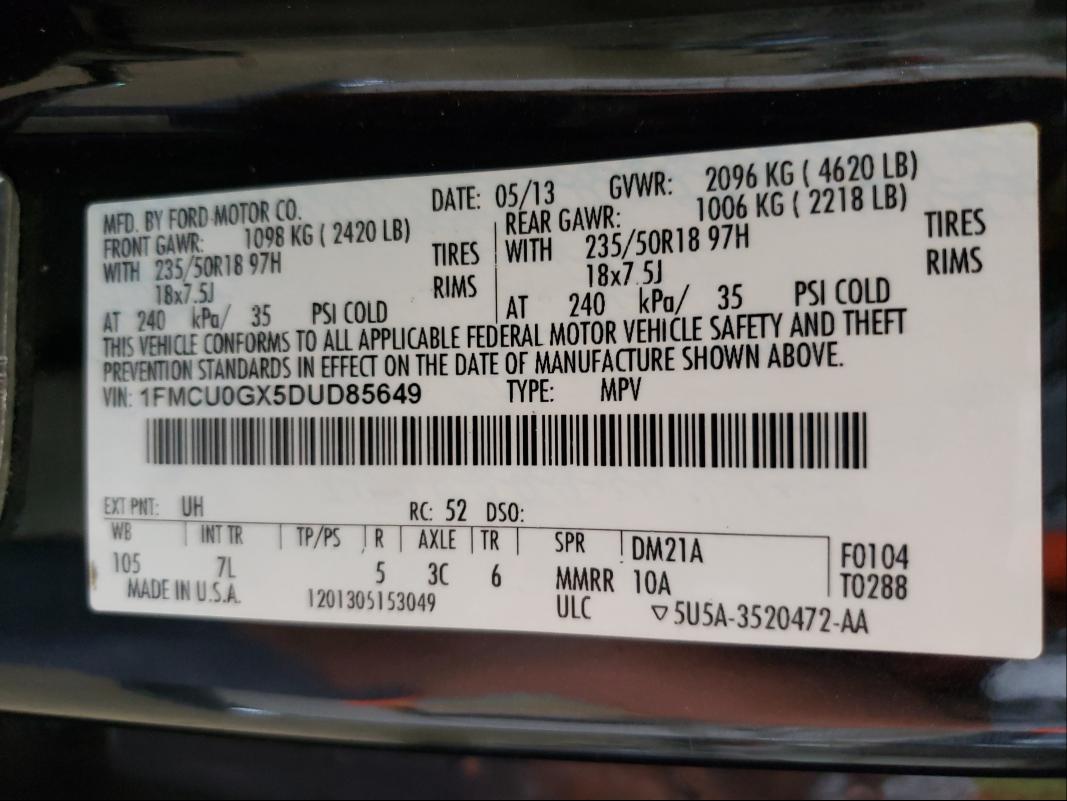 MFD. BY FORD MOTOR CO. DATE: 05/13 GVWR: 2096 KG ( 4620 LB)
FRONT GAWR: 1098 KG ( 2420 LB) REAR GAWR: 1006 KG ( 2218 LB)
WITH 235/50R18 97H TIRES WITH 235/50R18 97H TIRES
18x7.5J RIMS 18x7.5J RIMS
AT 240 kPa/ 35 PSI COLD AT 240 kPa/ 35 PSI COLD
THIS VEHICLE CONFORMS TO ALL APPLICABLE FEDERAL MOTOR VEHICLE SAFETY AND THEFT
PREVENTION STANDARDS IN EFFECT ON THE DATE OF MANUFACTURE SHOWN ABOVE.
VIN: 1FMCU0GX5DUD85649 TYPE: MPV
EXT PNT: UH RC: 52 DSO:
WB INT TR TP/PS R AXLE TR SPR DM21A F0104
105 7L 5 3C 6 MMRR 10A T0288
MADE IN U.S.A. 1201305153049 ULC ▽5U5A-3520472-AA